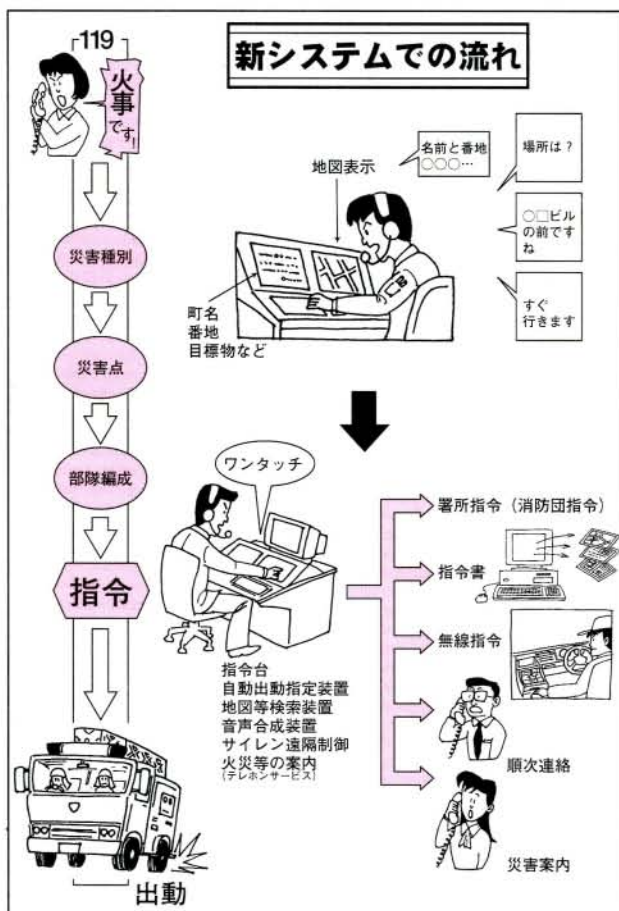 新システムでの流れ
119
火事です!
災害種別
災害点
部隊編成
指令
出動
地図表示
町名
番地
目標物など
名前と番地
○○○…
場所は?
○□ビル
の前です
ね
すぐ
行きます
ワンタッチ
指令台
自動出動指定装置
地図等検索装置
音声合成装置
サイレン遠隔制御
火災等の案内
(テレホンサービス)
署所指令(消防団指令)
指令書
無線指令
順次連絡
災害案内